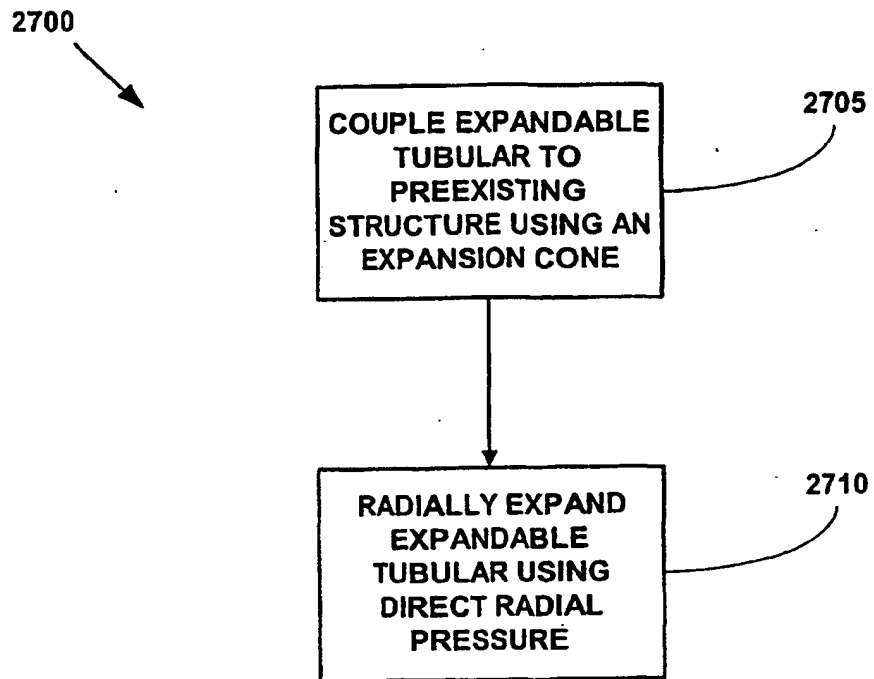 2700
COUPLE EXPANDABLE
TUBULAR TO
PREEXISTING
STRUCTURE USING AN
EXPANSION CONE
2705
RADIALLY EXPAND
EXPANDABLE
TUBULAR USING
DIRECT RADIAL
PRESSURE
2710